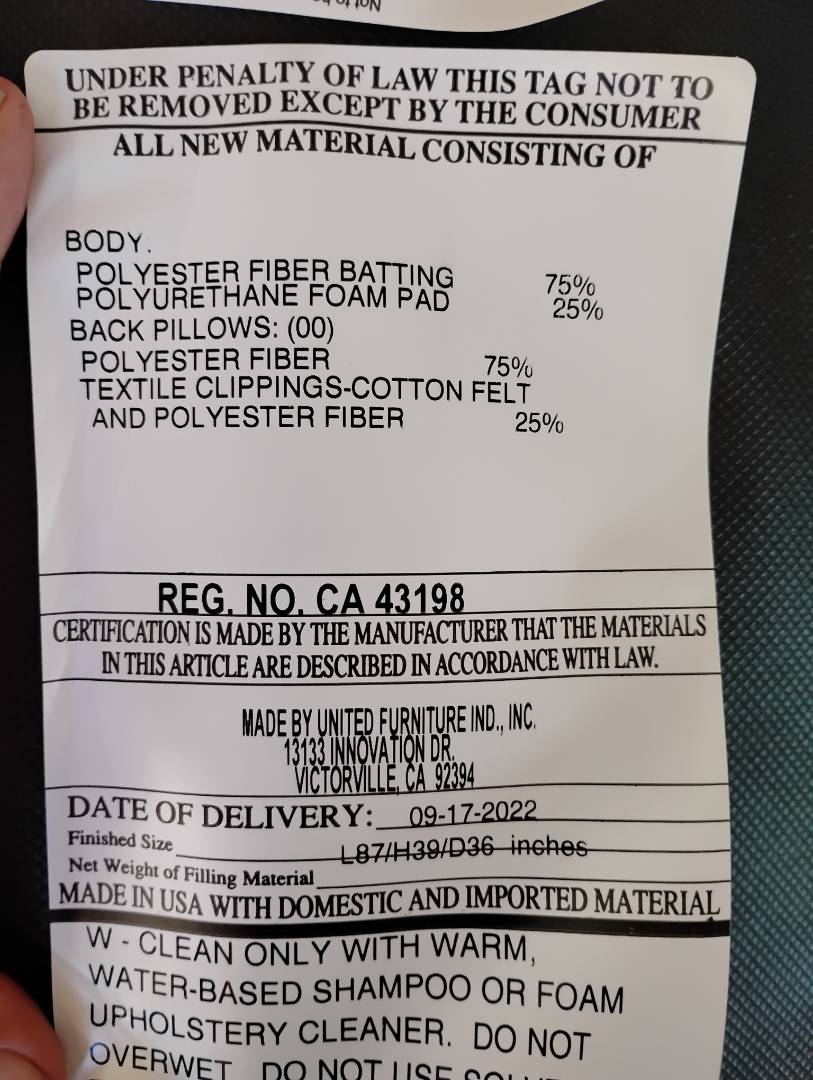 Not to
UNDER PENALTY OF LAW THIS TAG NOT TO
BE REMOVED EXCEPT BY THE CONSUMER
ALL NEW MATERIAL CONSISTING OF
BODY:
POLYESTER FIBER BATTING 75%
POLYURETHANE FOAM PAD 25%
BACK PILLOWS: (00)
POLYESTER FIBER 75%
TEXTILE CLIPPINGS-COTTON FELT
AND POLYESTER FIBER 25%
REG. NO. CA 43198
CERTIFICATION IS MADE BY THE MANUFACTURER THAT THE MATERIALS
IN THIS ARTICLE ARE DESCRIBED IN ACCORDANCE WITH LAW.
MADE BY UNITED FURNITURE IND., INC.
13133 INNOVATION DR.
VICTORVILLE, CA 92394
DATE OF DELIVERY: 09-17-2022
Finished Size L87/H39/D36 inches
Net Weight of Filling Material
MADE IN USA WITH DOMESTIC AND IMPORTED MATERIAL
W - CLEAN ONLY WITH WARM,
WATER-BASED SHAMPOO OR FOAM
UPHOLSTERY CLEANER. DO NOT
OVERWET. DO NOT USE